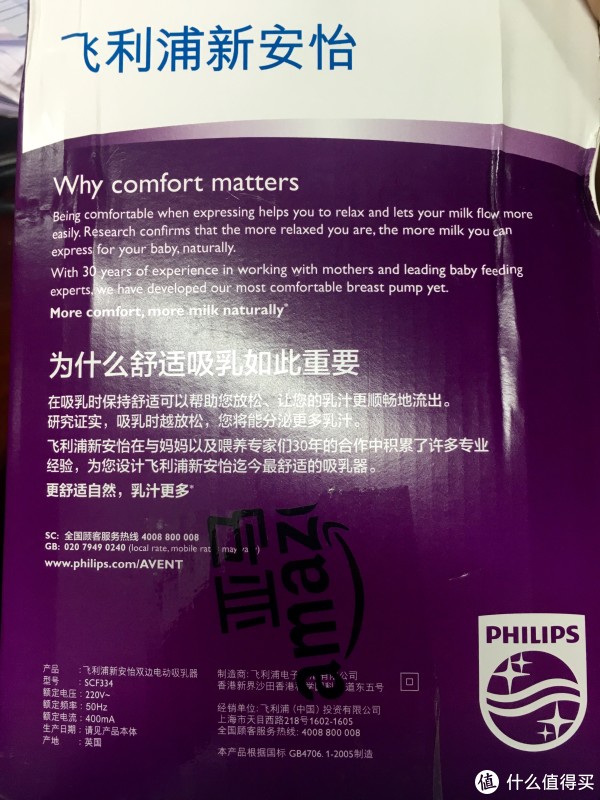 飞利浦新安怡
Why comfort matters
Being comfortable when expressing helps you to relax and lets your milk flow more
easily. Research confirms that the more relaxed you are, the more milk you can
express for your baby, naturally.
With 30 years of experience in working with mothers and leading baby feeding
experts, we have developed our most comfortable breast pump yet.
More comfort, more milk naturally*
为什么舒适吸乳如此重要
在吸乳时保持舒适可以帮助您放松、让您的乳汁更顺畅地流出。
研究证实，吸乳时越放松，您将能分泌更多乳汁。
飞利浦新安怡在与妈妈以及喂养专家们30年的合作中积累了许多专业
经验，为您设计飞利浦新安怡迄今最舒适的吸乳器。
更舒适自然，乳汁更多*
SC: 全国顾客服务热线 4008 800 008
GB: 020 7949 0240 (local rate, mobile rate may vary)
www.philips.com/AVENT
亚马
amaz
PHILIPS
产品 : 飞利浦新安怡双边电动吸乳器
型号 : SCF334
额定电压 : 220V~
额定频率 : 50Hz
额定电流 : 400mA
生产日期 : 请见产品本体
产地 : 英国
制造商: 飞利浦电子 公司
香港新界沙田香港 道东五号
经销单位: 飞利浦 (中国) 投资有限公司
上海市天目西路218号1602-1605
全国顾客服务热线: 4008 800 008
本产品根据国标 GB4706.1-2005制造
值 什么值得买